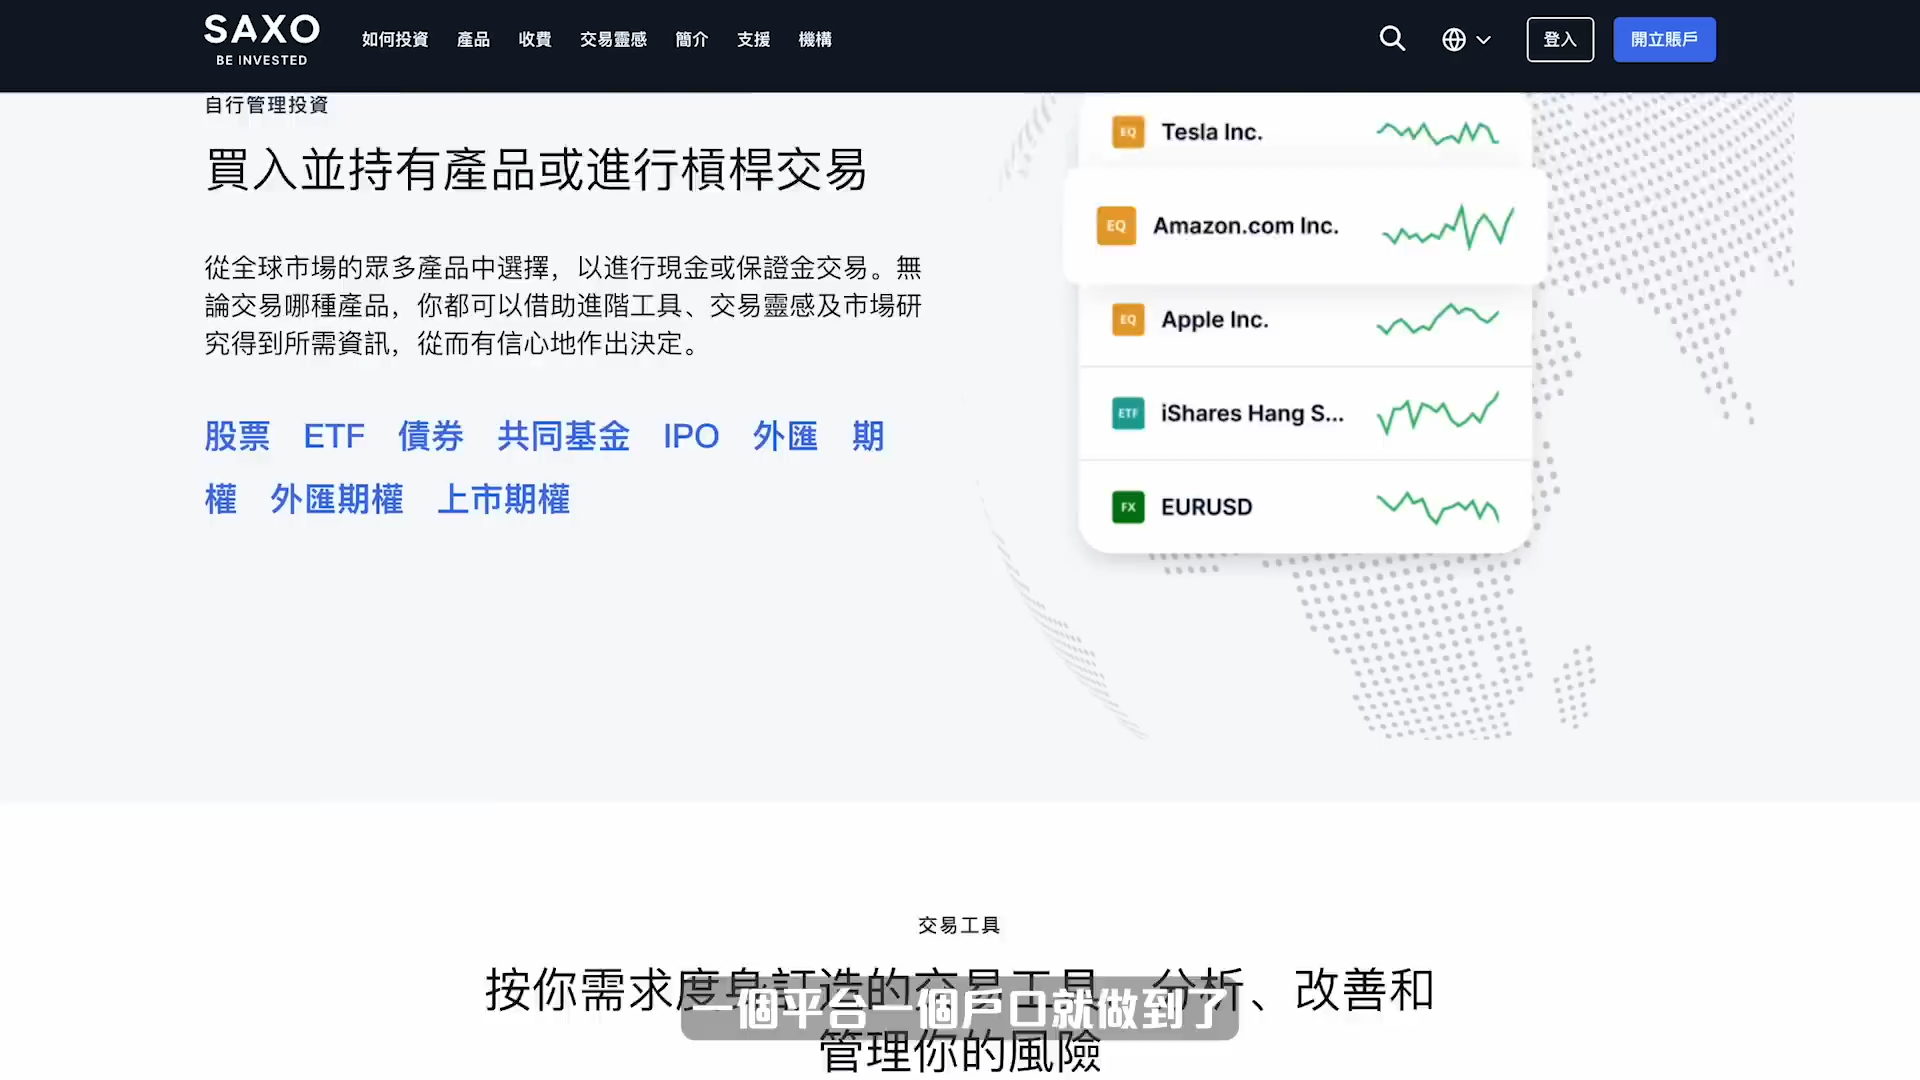 SAXO
BE INVESTED
如何投資 產品 收費 交易靈感 簡介 支援 機構
登入
開立賬戶
自行管理投資
買入並持有產品或進行槓桿交易
從全球市場的眾多產品中選擇，以進行現金或保證金交易。無
論交易哪種產品，你都可以借助進階工具、交易靈感及市場研
究得到所需資訊，從而有信心地作出決定。
股票 ETF 債券 共同基金 IPO 外匯 期
權 外匯期權 上市期權
EQ Tesla Inc.
EQ Amazon.com Inc.
EQ Apple Inc.
ETF iShares Hang S...
FX EURUSD
交易工具
按你需求度身訂造的交易工具，分析、改善和
管理你的風險
一個平台一個戶口就做到了